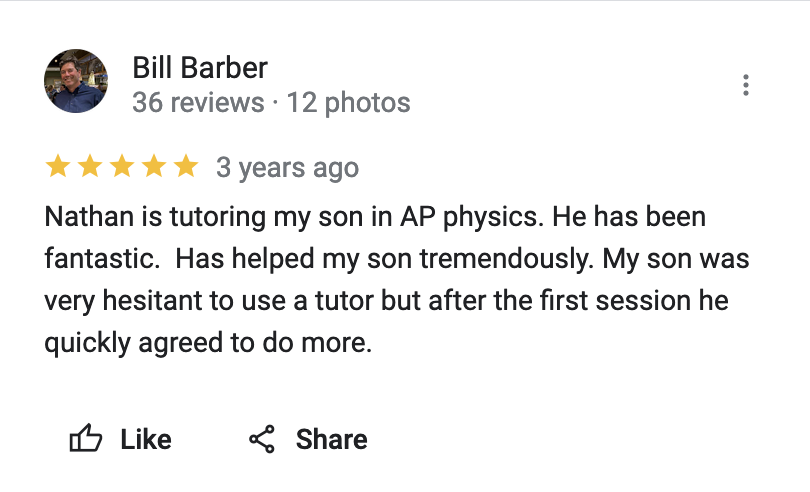 Bill Barber
36 reviews · 12 photos
3 years ago
Nathan is tutoring my son in AP physics. He has been
fantastic.  Has helped my son tremendously. My son was
very hesitant to use a tutor but after the first session he
quickly agreed to do more.
Like
Share